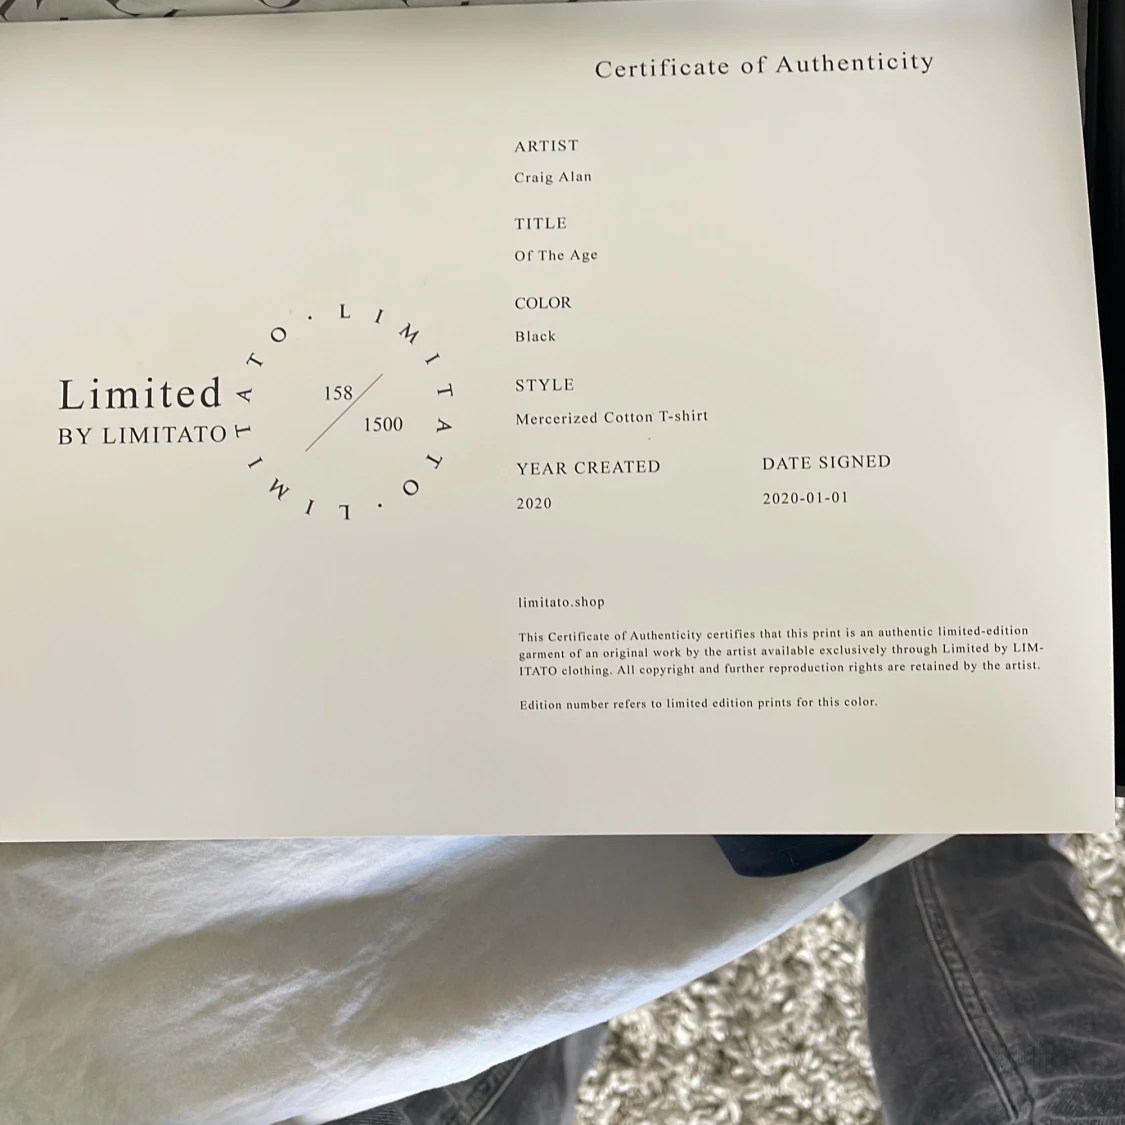 Certificate of Authenticity
Limited
BY LIMITATO
LIMITATO · LIMITATO ·
158
1500
ARTIST
Craig Alan
TITLE
Of The Age
COLOR
Black
STYLE
Mercerized Cotton T-shirt
YEAR CREATED
2020
DATE SIGNED
2020-01-01
limitato.shop
This Certificate of Authenticity certifies that this print is an authentic limited-edition
garment of an original work by the artist available exclusively through Limited by LIM-
ITATO clothing. All copyright and further reproduction rights are retained by the artist.
Edition number refers to limited edition prints for this color.